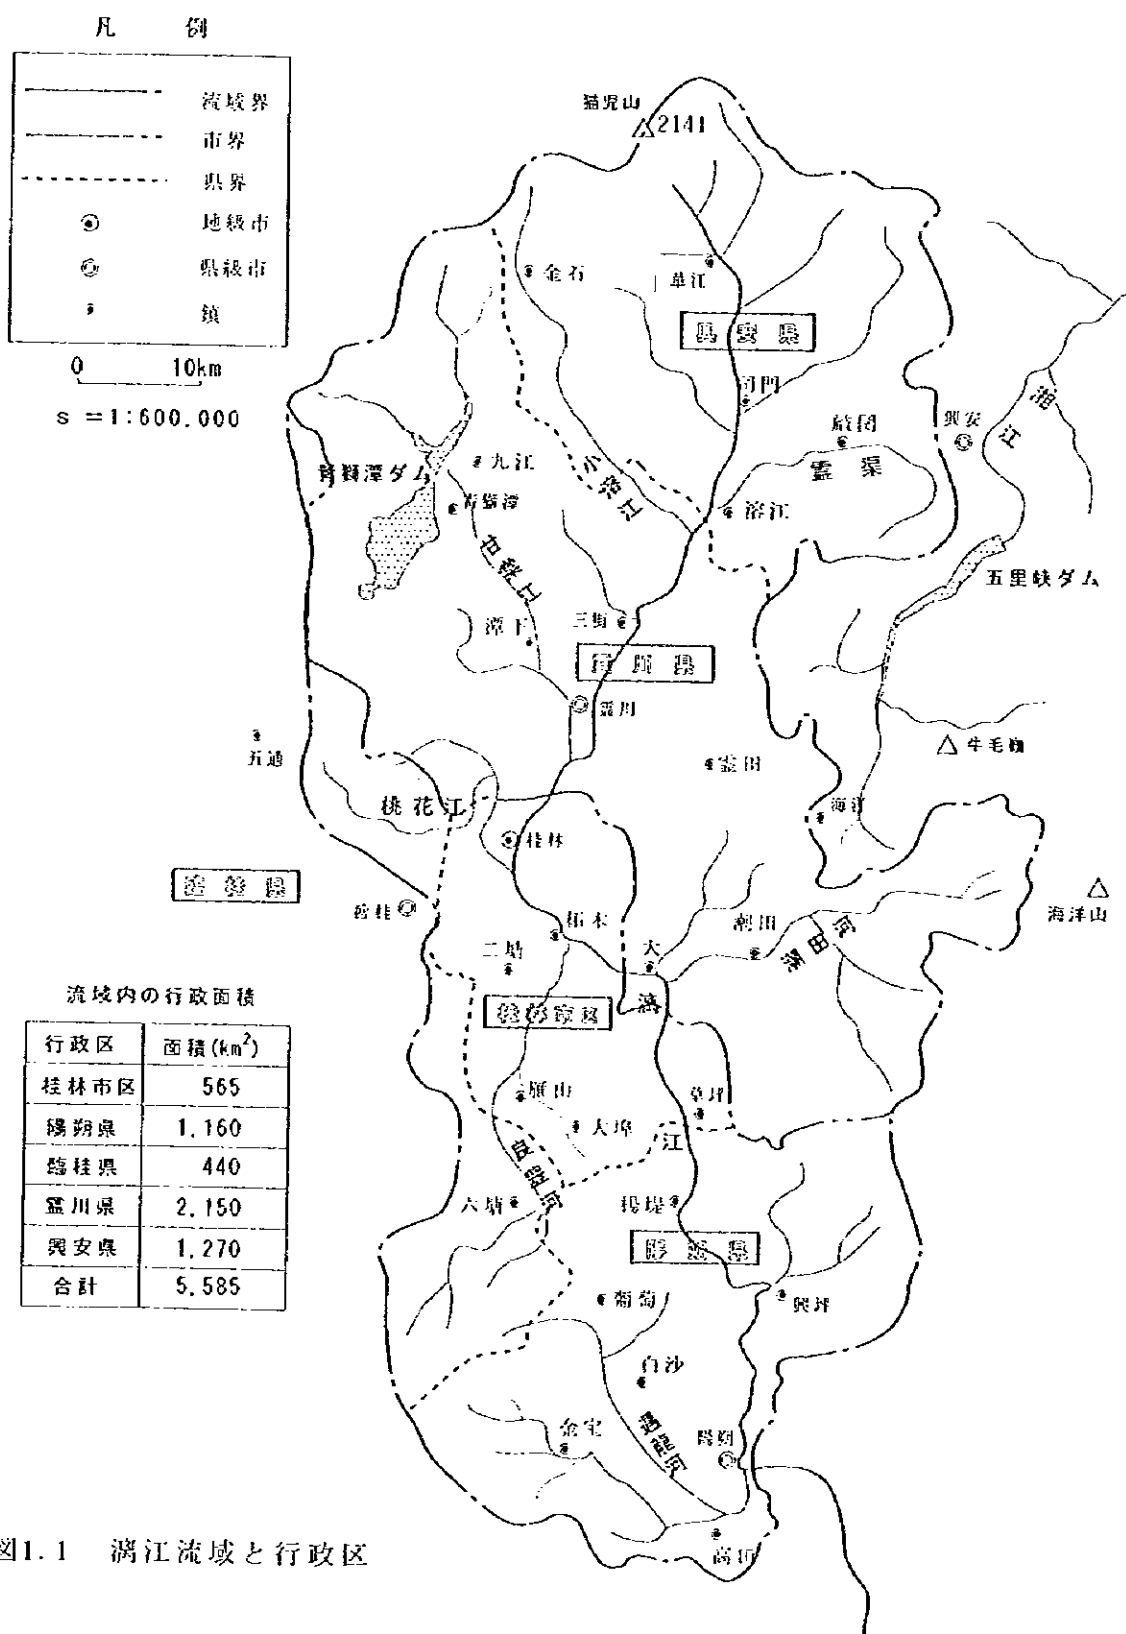 凡 例
流域界
市界
県界
地級市
県級市
鎮
0 10km
s =1:600.000
猫児山
2141
金石
華江
興安県
司門
厳関
興安
湘江
霊渠
溶江
小溶江
青獅潭ダム
九江
青獅潭
甘棠江
五里峡ダム
潭下
三街
霊川県
霊川
五通
霊田
牛毛嶺
海洋
桃花江
桂林
臨桂県
臨桂
柘木
二塘
大
潮田
潮田河
海洋山
桂林市区
漓
江
雁山
大埠
草坪
良豊河
六塘
楊堤
陽朔県
葡萄
興坪
白沙
遇龍河
金宝
陽朔
高田
流域内の行政面積
行政区 面積(km²)
桂林市区 565
陽朔県 1,160
臨桂県 440
霊川県 2,150
興安県 1,270
合計 5,585
図1.1 漓江流域と行政区